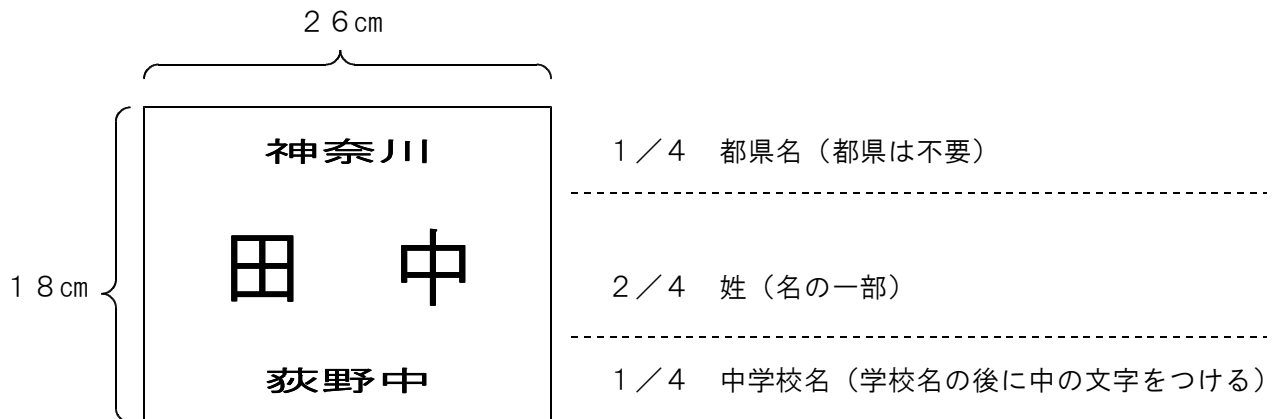 ２６㎝
神奈川　１／４　都県名（都県は不要）
１８㎝　田　中　２／４　姓（名の一部）
荻野中　１／４　中学校名（学校名の後に中の文字をつける）